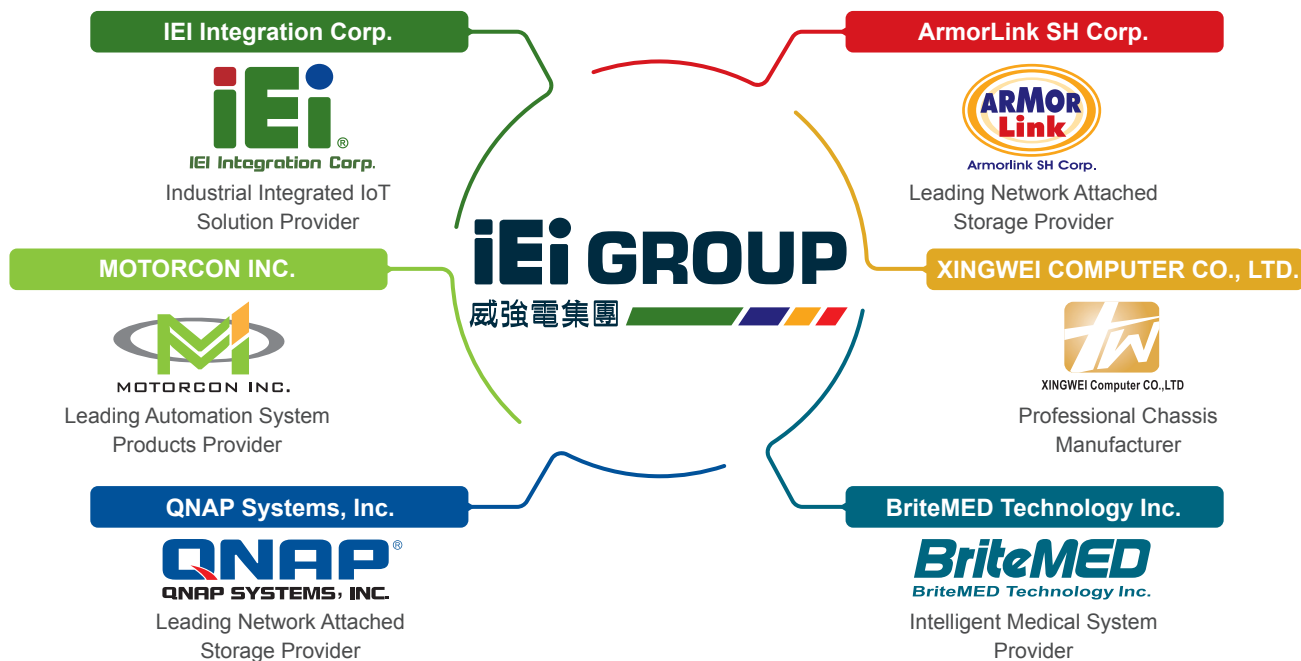 IEI Integration Corp.
iEi
®
IEI Integration Corp.
Industrial Integrated IoT
Solution Provider
ArmorLink SH Corp.
ARMOR
Link
Armorlink SH Corp.
Leading Network Attached
Storage Provider
iEi GROUP
威強電集團
MOTORCON INC.
MOTORCON INC.
Leading Automation System
Products Provider
XINGWEI COMPUTER CO., LTD.
XINGWEI Computer CO.,LTD
Professional Chassis
Manufacturer
QNAP Systems, Inc.
QNAP®
QNAP SYSTEMS, INC.
Leading Network Attached
Storage Provider
BriteMED Technology Inc.
BriteMED
BriteMED Technology Inc.
Intelligent Medical System
Provider